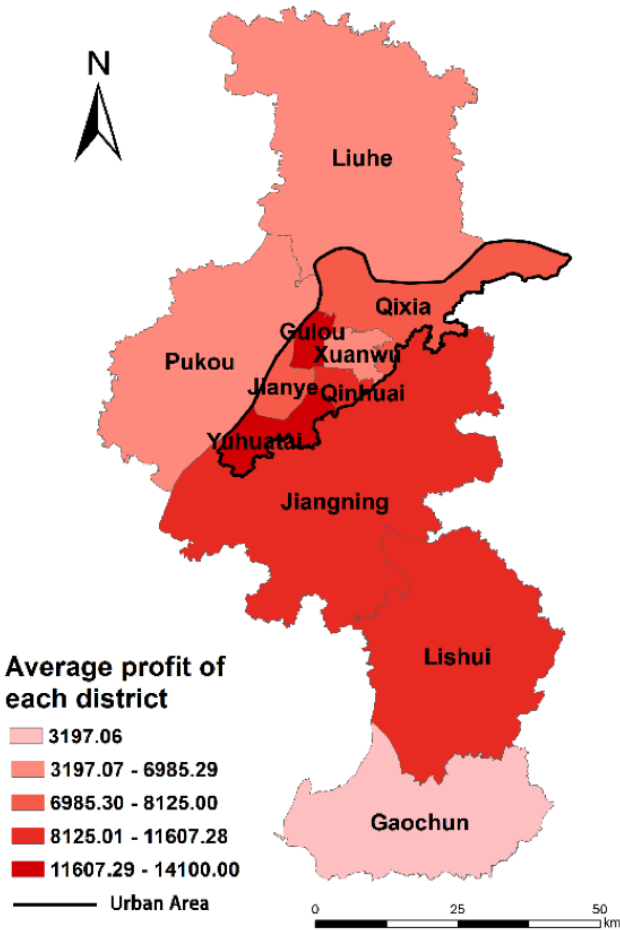 N
Liuhe
Qixia
Gulou
Xuanwu
Pukou
Jianye
Qinhuai
Yuhuatai
Jiangning
Lishui
Gaochun
Average profit of
each district
3197.06
3197.07 - 6985.29
6985.30 - 8125.00
8125.01 - 11607.28
11607.29 - 14100.00
Urban Area
0 25 50
km